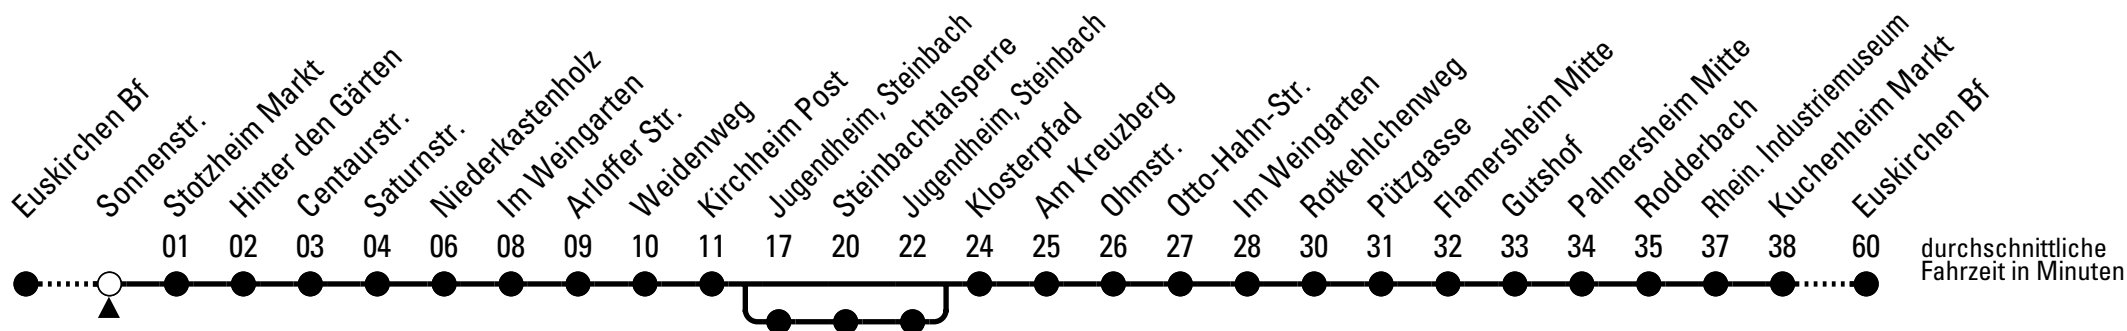 Euskirchen Bf
Sonnenstr.
Stotzheim Markt
Hinter den Gärten
Centaurstr.
Saturnstr.
Niederkastenholz
Im Weingarten
Arloffer Str.
Weidenweg
Kirchheim Post
Jugendheim, Steinbach
Steinbachtalsperre
Jugendheim, Steinbach
Klosterpfad
Am Kreuzberg
Ohmstr.
Otto-Hahn-Str.
Im Weingarten
Rotkehlchenweg
Pützgasse
Flamersheim Mitte
Gutshof
Palmersheim Mitte
Rodderbach
Rhein. Industriemuseum
Kuchenheim Markt
Euskirchen Bf
01 02 03 04 06 08 09 10 11 17 20 22 24 25 26 27 28 30 31 32 33 34 35 37 38 60
durchschnittliche
Fahrzeit in Minuten